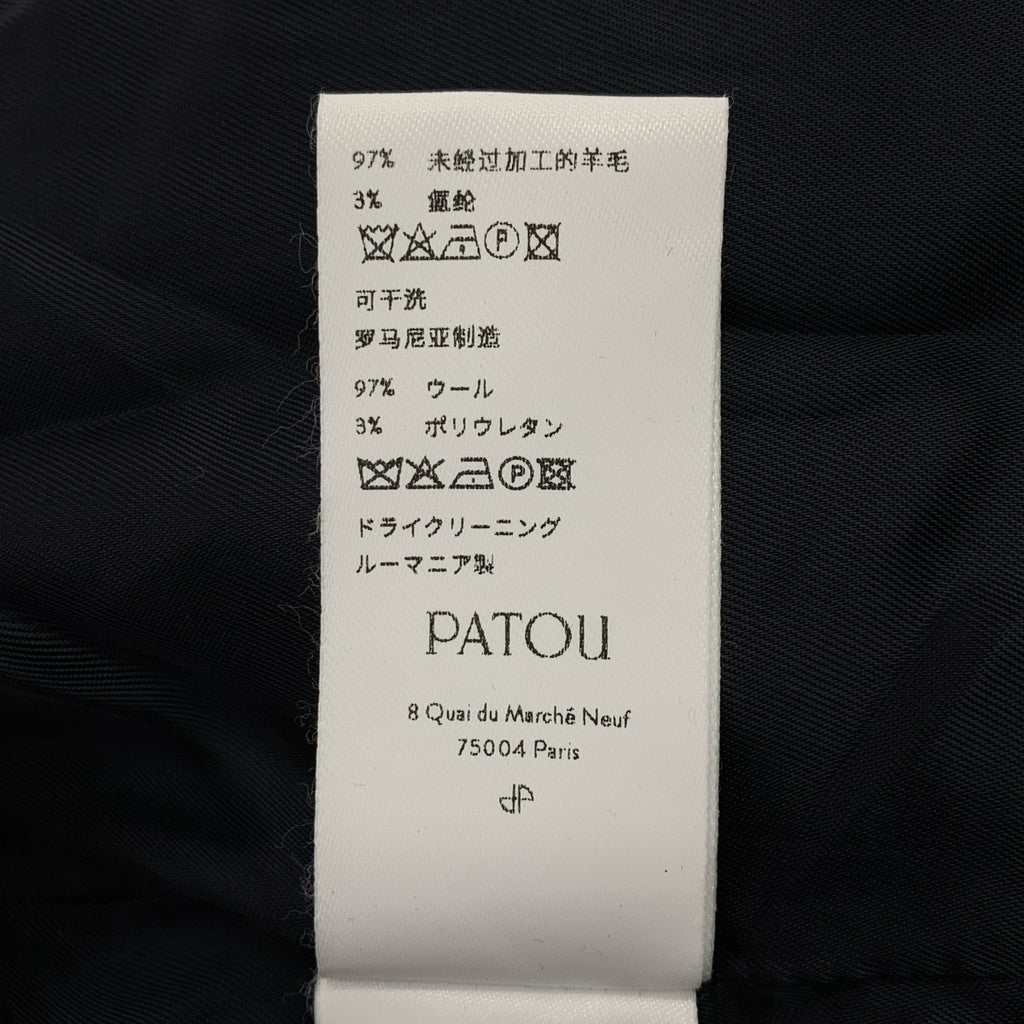 97% 未经过加工的羊毛
3% 氨纶
P
可干洗
罗马尼亚制造
97% ウール
3% ポリウレタン
P
ドライクリーニング
ルーマニア製
PATOU
8 Quai du Marché Neuf
75004 Paris
JP